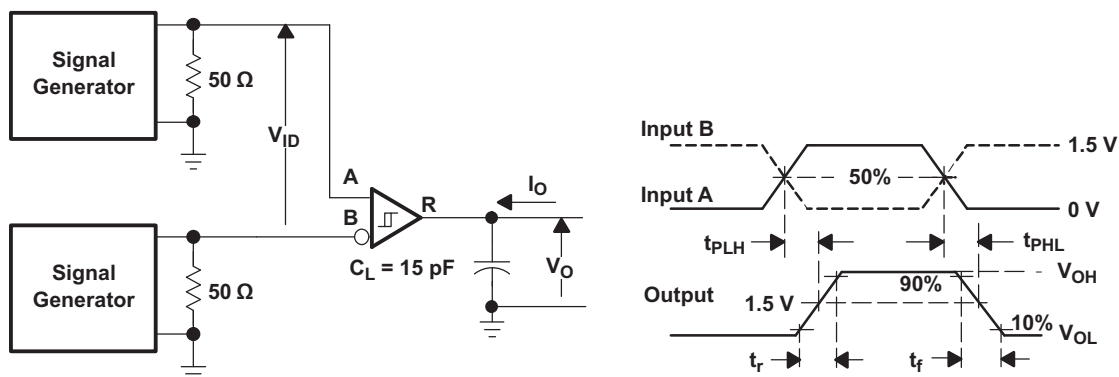 Signal
Generator
50 Ω
V_ID
A
B
R
I_O
C_L = 15 pF
V_O
Signal
Generator
50 Ω
Input B
1.5 V
50%
Input A
0 V
t_PLH
t_PHL
V_OH
90%
Output
1.5 V
10%
V_OL
t_r
t_f